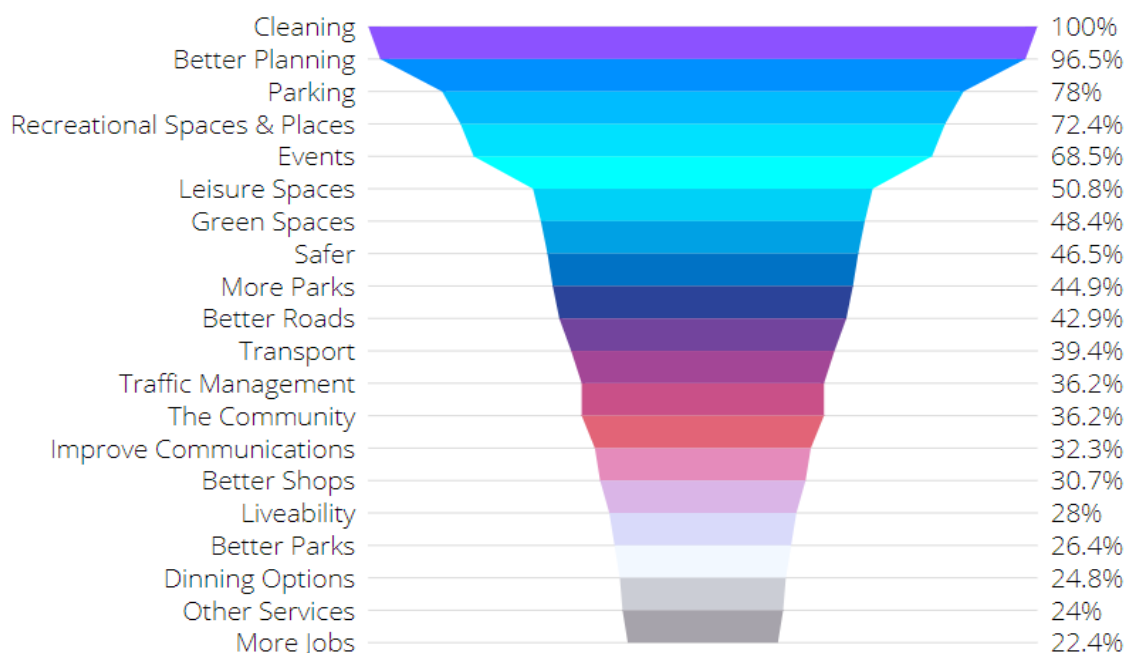 Cleaning 100%
Better Planning 96.5%
Parking 78%
Recreational Spaces & Places 72.4%
Events 68.5%
Leisure Spaces 50.8%
Green Spaces 48.4%
Safer 46.5%
More Parks 44.9%
Better Roads 42.9%
Transport 39.4%
Traffic Management 36.2%
The Community 36.2%
Improve Communications 32.3%
Better Shops 30.7%
Liveability 28%
Better Parks 26.4%
Dinning Options 24.8%
Other Services 24%
More Jobs 22.4%